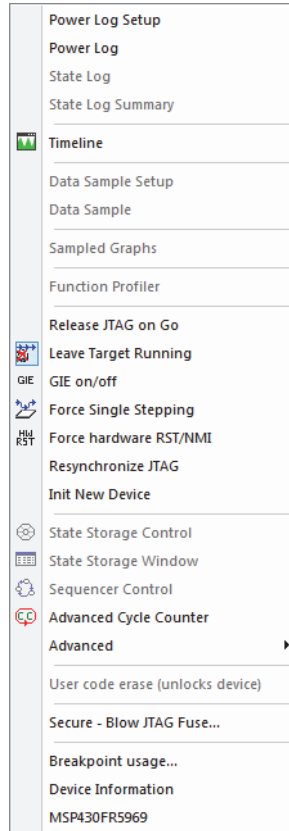 Power Log Setup
Power Log
State Log
State Log Summary
Timeline
Data Sample Setup
Data Sample
Sampled Graphs
Function Profiler
Release JTAG on Go
Leave Target Running
GIE GIE on/off
Force Single Stepping
HW RST Force hardware RST/NMI
Resynchronize JTAG
Init New Device
State Storage Control
State Storage Window
Sequencer Control
CC Advanced Cycle Counter
Advanced
User code erase (unlocks device)
Secure - Blow JTAG Fuse...
Breakpoint usage...
Device Information
MSP430FR5969